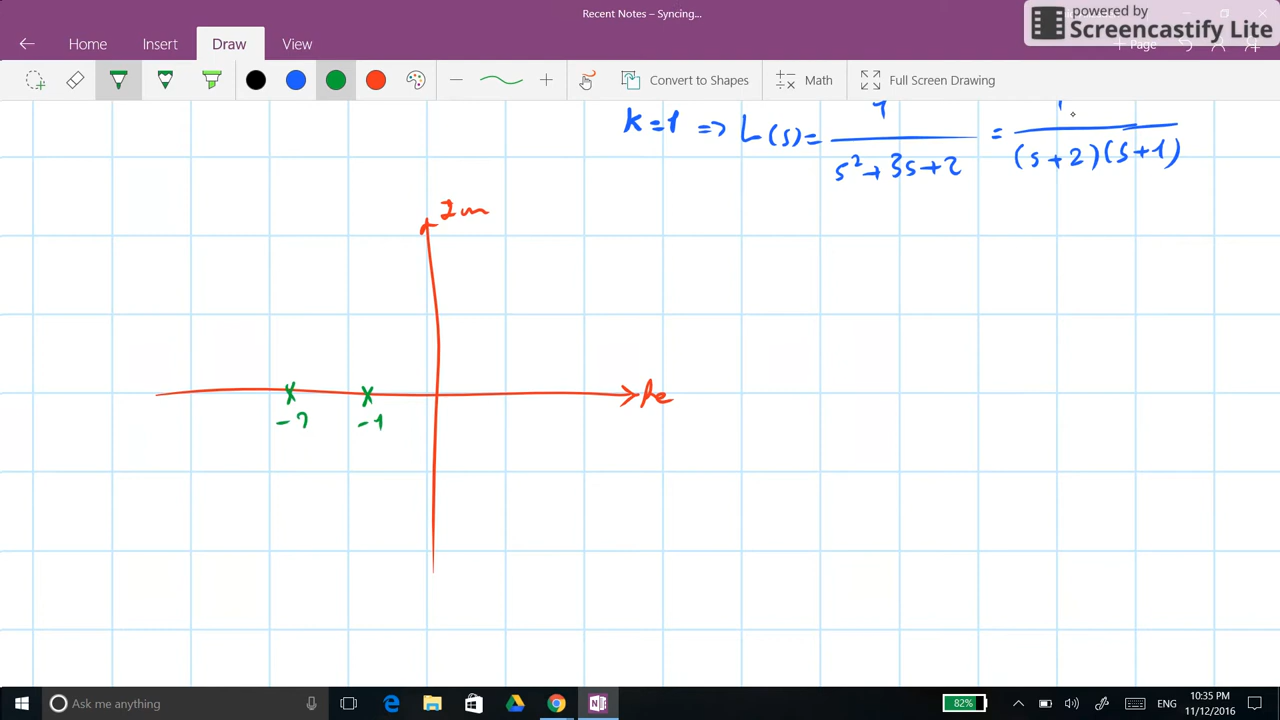 Recent Notes – Syncing...
powered by
Screencastify Lite
Home Insert Draw View
Page
Convert to Shapes Math Full Screen Drawing
k=1 => L(s)= 1 / s²+3s+2 = 1 / (s+2)(s+1)
Im
Re
-2 -1
Ask me anything
82%
ENG
10:35 PM
11/12/2016